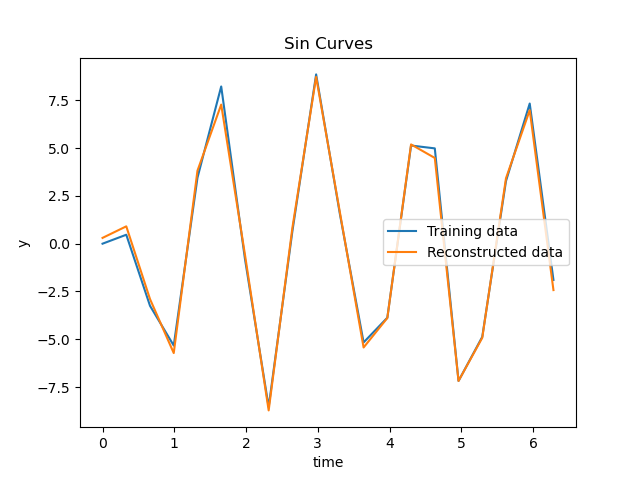 Sin Curves
7.5
5.0
2.5
0.0
−2.5
−5.0
−7.5
y
Training data
Reconstructed data
0 1 2 3 4 5 6
time